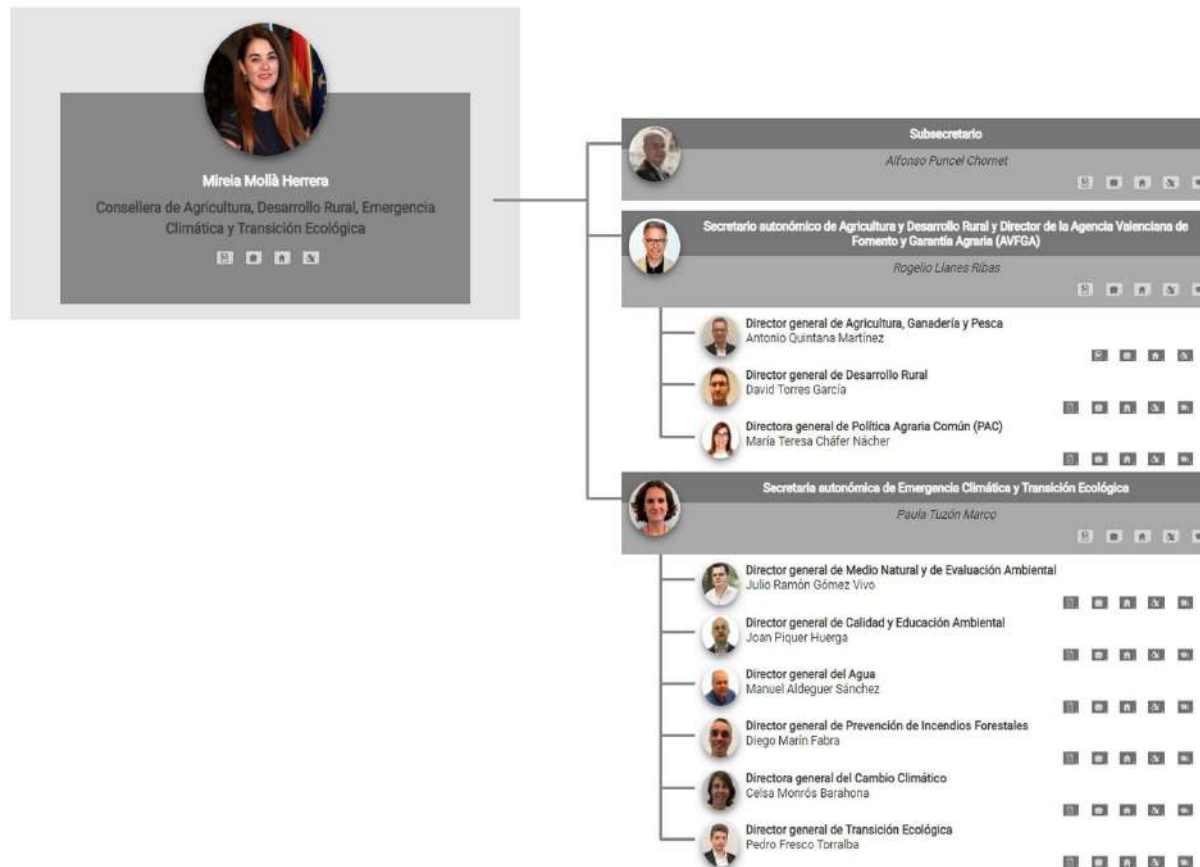 Mireia Mollà Herrera
Consellera de Agricultura, Desarrollo Rural, Emergencia
Climática y Transición Ecológica
Subsecretario
Alfonso Puncel Chornet
Secretario autonómico de Agricultura y Desarrollo Rural y Director de la Agencia Valenciana de
Fomento y Garantía Agraria (AVFGA)
Rogelio Llanes Ribas
Director general de Agricultura, Ganadería y Pesca
Antonio Quintana Martínez
Director general de Desarrollo Rural
David Torres García
Directora general de Política Agraria Común (PAC)
María Teresa Cháfer Nácher
Secretaria autonómica de Emergencia Climática y Transición Ecológica
Paula Tuzón Marco
Director general de Medio Natural y de Evaluación Ambiental
Julio Ramón Gómez Vivo
Director general de Calidad y Educación Ambiental
Joan Piquer Huerga
Director general del Agua
Manuel Aldeguer Sánchez
Director general de Prevención de Incendios Forestales
Diego Marín Fabra
Directora general del Cambio Climático
Celsa Monrós Barahona
Director general de Transición Ecológica
Pedro Fresco Torralba